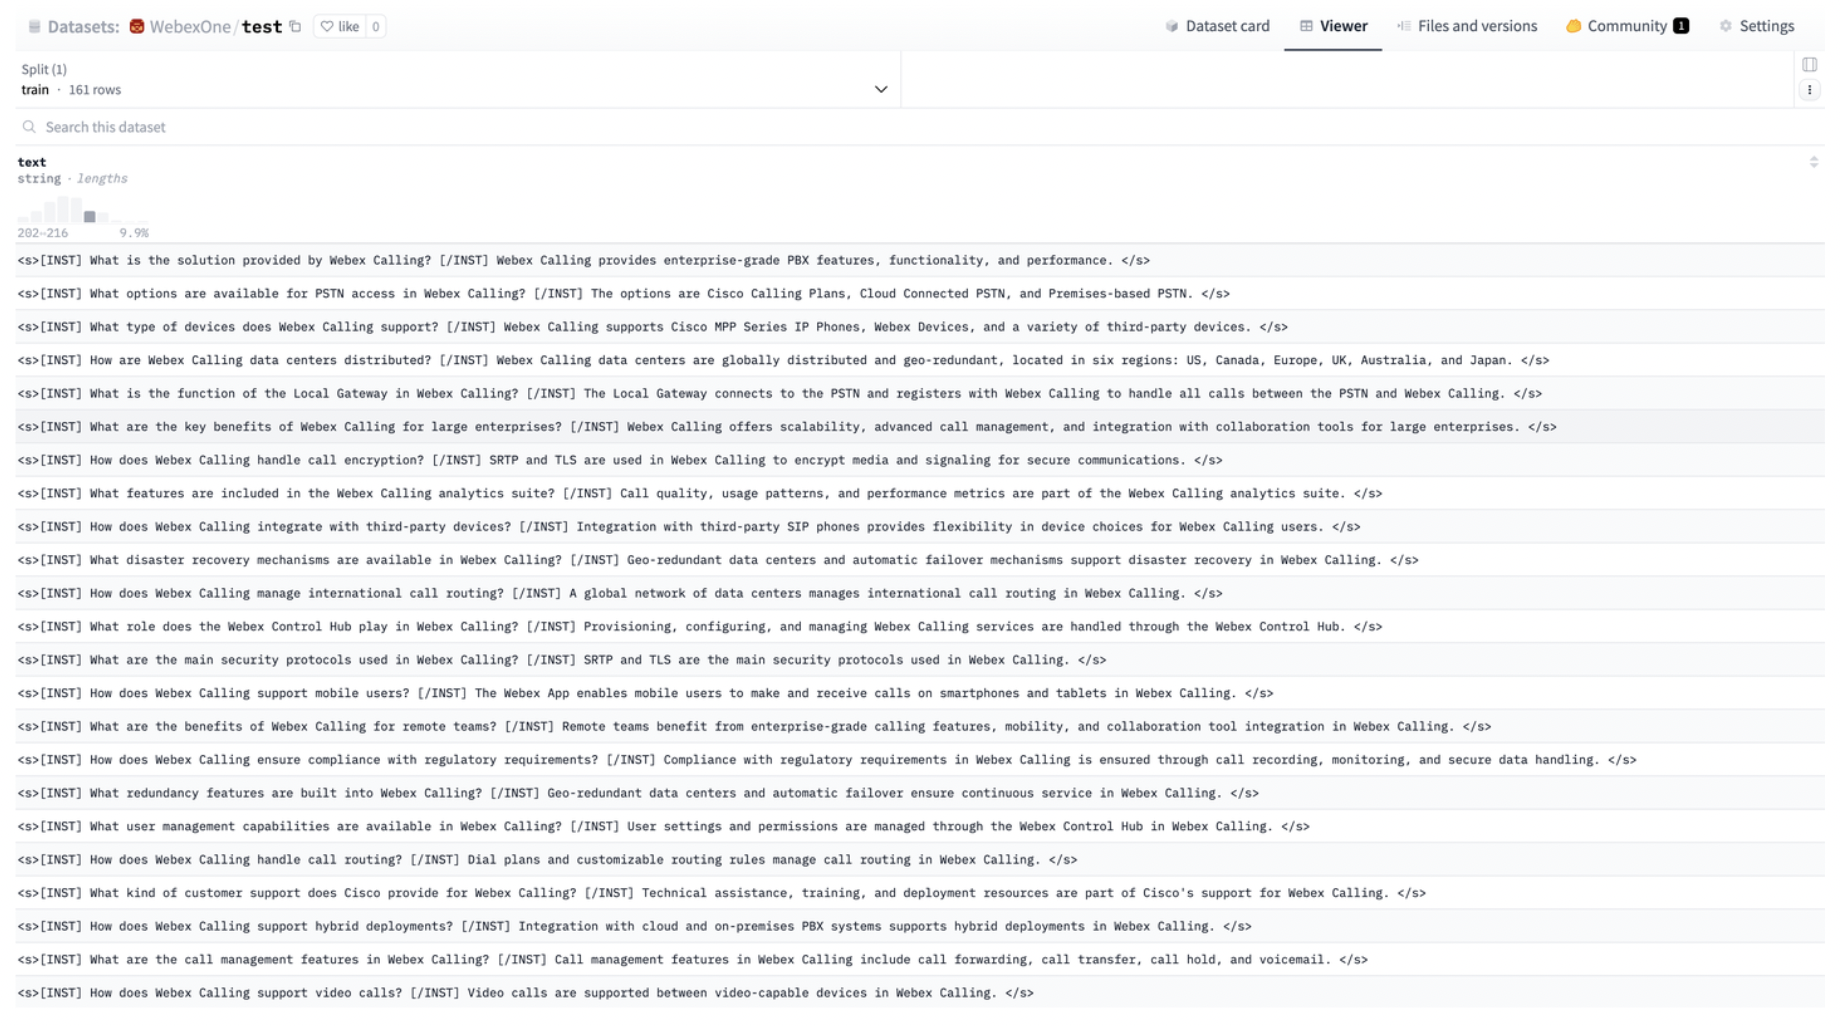 Datasets: WebexOne/test like 0 Dataset card Viewer Files and versions Community 1 Settings
Split (1)
train · 161 rows
Search this dataset
text
string · lengths
202↔216 9.9%
<s>[INST] What is the solution provided by Webex Calling? [/INST] Webex Calling provides enterprise-grade PBX features, functionality, and performance. </s>
<s>[INST] What options are available for PSTN access in Webex Calling? [/INST] The options are Cisco Calling Plans, Cloud Connected PSTN, and Premises-based PSTN. </s>
<s>[INST] What type of devices does Webex Calling support? [/INST] Webex Calling supports Cisco MPP Series IP Phones, Webex Devices, and a variety of third-party devices. </s>
<s>[INST] How are Webex Calling data centers distributed? [/INST] Webex Calling data centers are globally distributed and geo-redundant, located in six regions: US, Canada, Europe, UK, Australia, and Japan. </s>
<s>[INST] What is the function of the Local Gateway in Webex Calling? [/INST] The Local Gateway connects to the PSTN and registers with Webex Calling to handle all calls between the PSTN and Webex Calling. </s>
<s>[INST] What are the key benefits of Webex Calling for large enterprises? [/INST] Webex Calling offers scalability, advanced call management, and integration with collaboration tools for large enterprises. </s>
<s>[INST] How does Webex Calling handle call encryption? [/INST] SRTP and TLS are used in Webex Calling to encrypt media and signaling for secure communications. </s>
<s>[INST] What features are included in the Webex Calling analytics suite? [/INST] Call quality, usage patterns, and performance metrics are part of the Webex Calling analytics suite. </s>
<s>[INST] How does Webex Calling integrate with third-party devices? [/INST] Integration with third-party SIP phones provides flexibility in device choices for Webex Calling users. </s>
<s>[INST] What disaster recovery mechanisms are available in Webex Calling? [/INST] Geo-redundant data centers and automatic failover mechanisms support disaster recovery in Webex Calling. </s>
<s>[INST] How does Webex Calling manage international call routing? [/INST] A global network of data centers manages international call routing in Webex Calling. </s>
<s>[INST] What role does the Webex Control Hub play in Webex Calling? [/INST] Provisioning, configuring, and managing Webex Calling services are handled through the Webex Control Hub. </s>
<s>[INST] What are the main security protocols used in Webex Calling? [/INST] SRTP and TLS are the main security protocols used in Webex Calling. </s>
<s>[INST] How does Webex Calling support mobile users? [/INST] The Webex App enables mobile users to make and receive calls on smartphones and tablets in Webex Calling. </s>
<s>[INST] What are the benefits of Webex Calling for remote teams? [/INST] Remote teams benefit from enterprise-grade calling features, mobility, and collaboration tool integration in Webex Calling. </s>
<s>[INST] How does Webex Calling ensure compliance with regulatory requirements? [/INST] Compliance with regulatory requirements in Webex Calling is ensured through call recording, monitoring, and secure data handling. </s>
<s>[INST] What redundancy features are built into Webex Calling? [/INST] Geo-redundant data centers and automatic failover ensure continuous service in Webex Calling. </s>
<s>[INST] What user management capabilities are available in Webex Calling? [/INST] User settings and permissions are managed through the Webex Control Hub in Webex Calling. </s>
<s>[INST] How does Webex Calling handle call routing? [/INST] Dial plans and customizable routing rules manage call routing in Webex Calling. </s>
<s>[INST] What kind of customer support does Cisco provide for Webex Calling? [/INST] Technical assistance, training, and deployment resources are part of Cisco's support for Webex Calling. </s>
<s>[INST] How does Webex Calling support hybrid deployments? [/INST] Integration with cloud and on-premises PBX systems supports hybrid deployments in Webex Calling. </s>
<s>[INST] What are the call management features in Webex Calling? [/INST] Call management features in Webex Calling include call forwarding, call transfer, call hold, and voicemail. </s>
<s>[INST] How does Webex Calling support video calls? [/INST] Video calls are supported between video-capable devices in Webex Calling. </s>